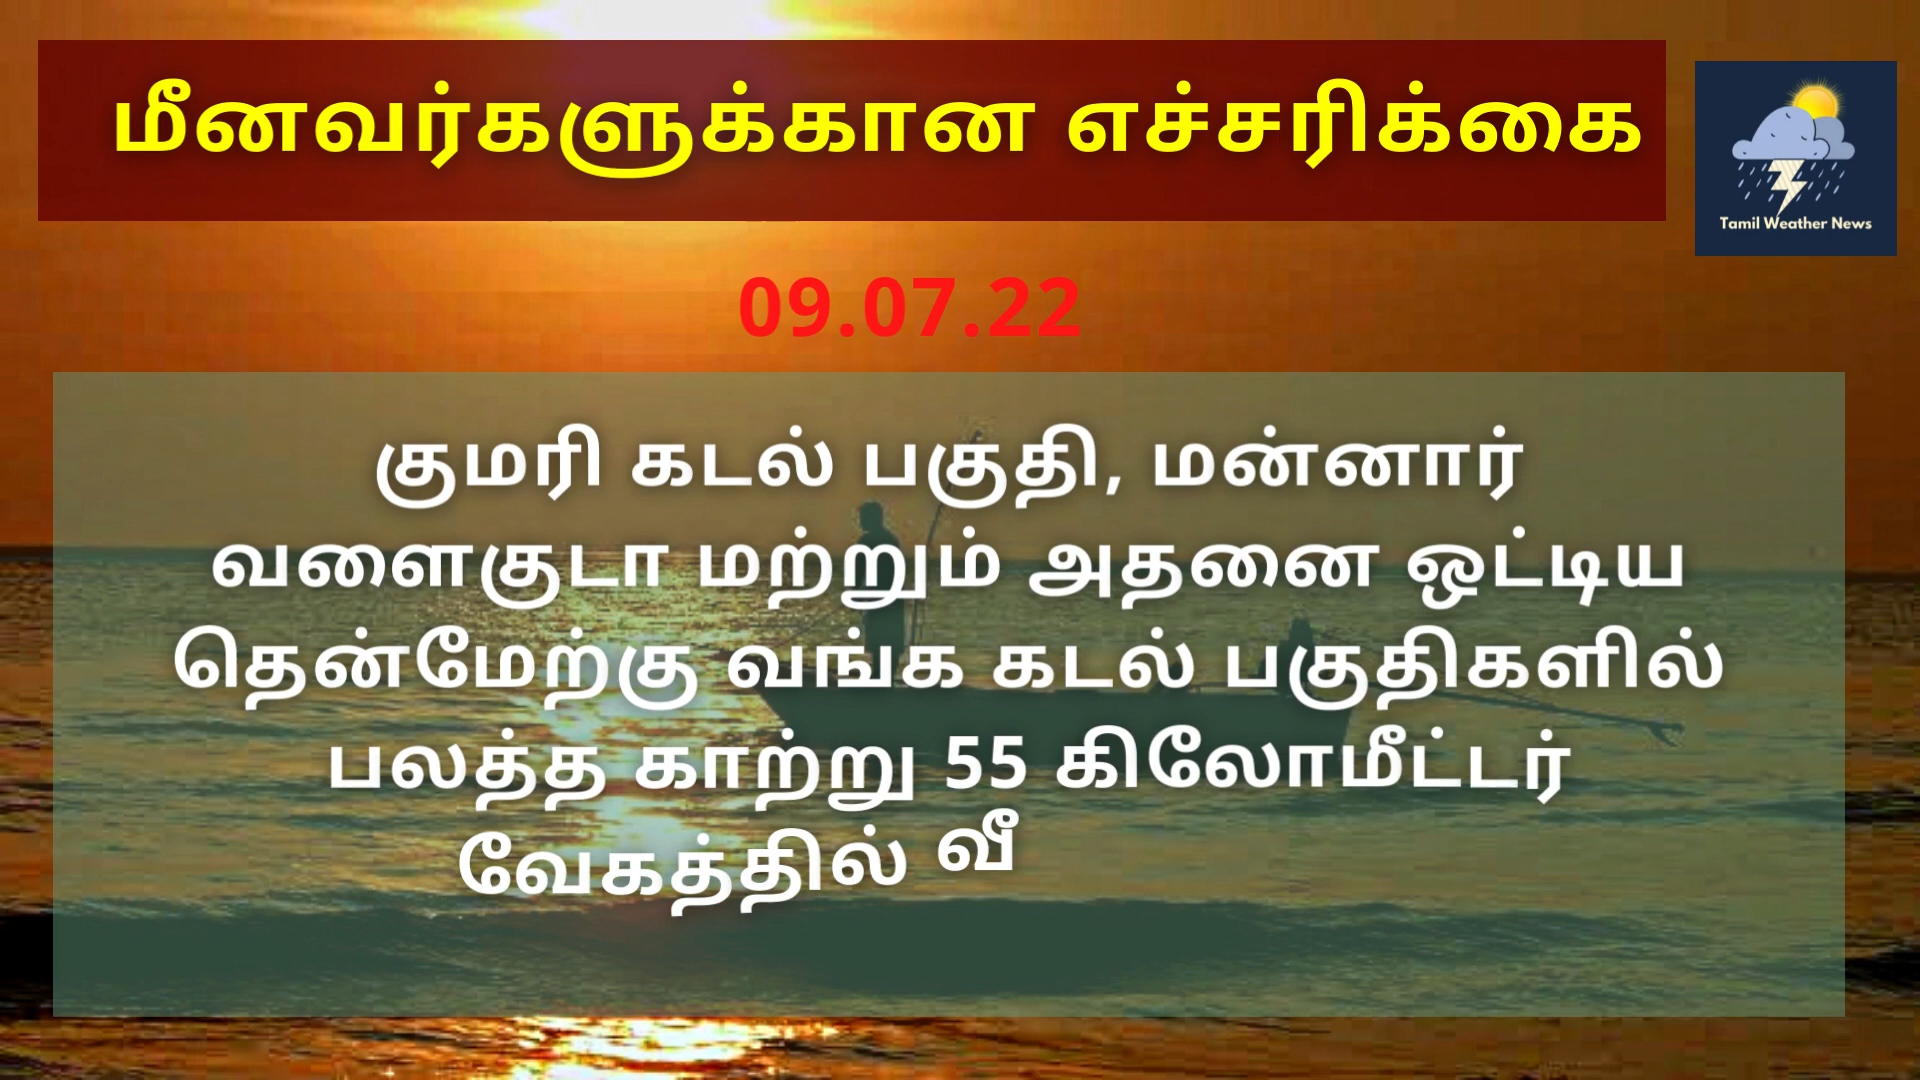 மீனவர்களுக்கான எச்சரிக்கை
Tamil Weather News
09.07.22
குமரி கடல் பகுதி, மன்னார்
வளைகுடா மற்றும் அதனை ஒட்டிய
தென்மேற்கு வங்க கடல் பகுதிகளில்
பலத்த காற்று 55 கிலோமீட்டர்
வேகத்தில் வீ